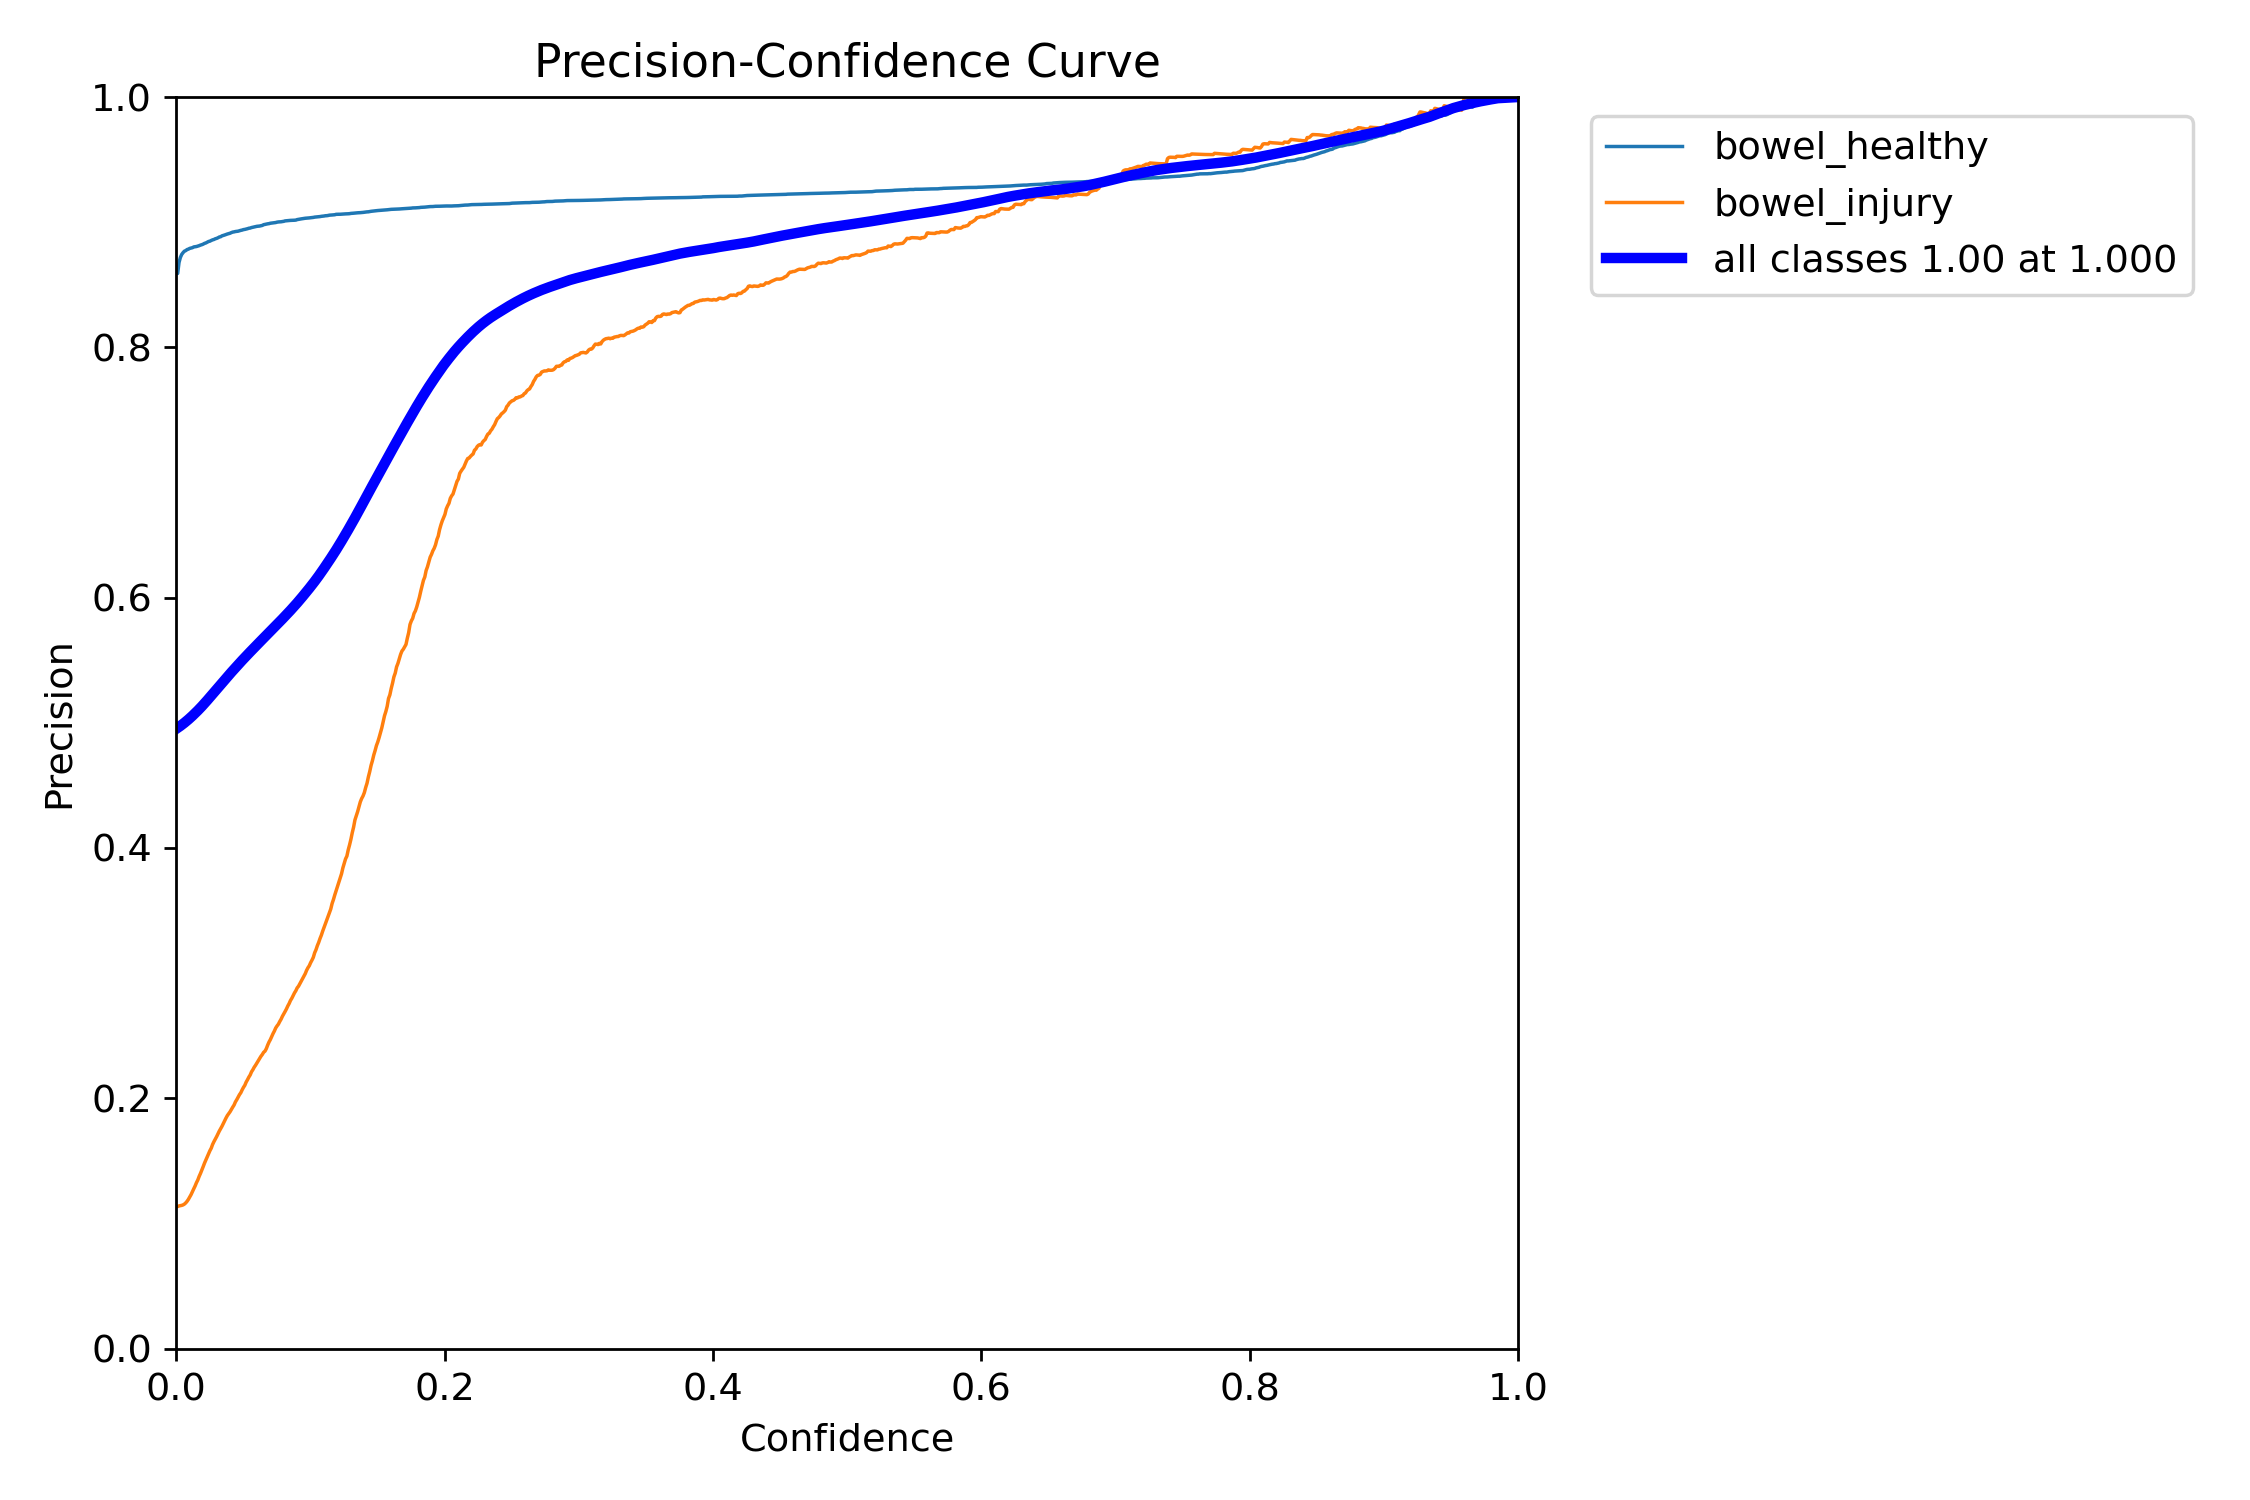 Precision-Confidence Curve
1.0
0.8
0.6
0.4
0.2
0.0
Precision
0.0 0.2 0.4 0.6 0.8 1.0
Confidence
bowel_healthy
bowel_injury
all classes 1.00 at 1.000